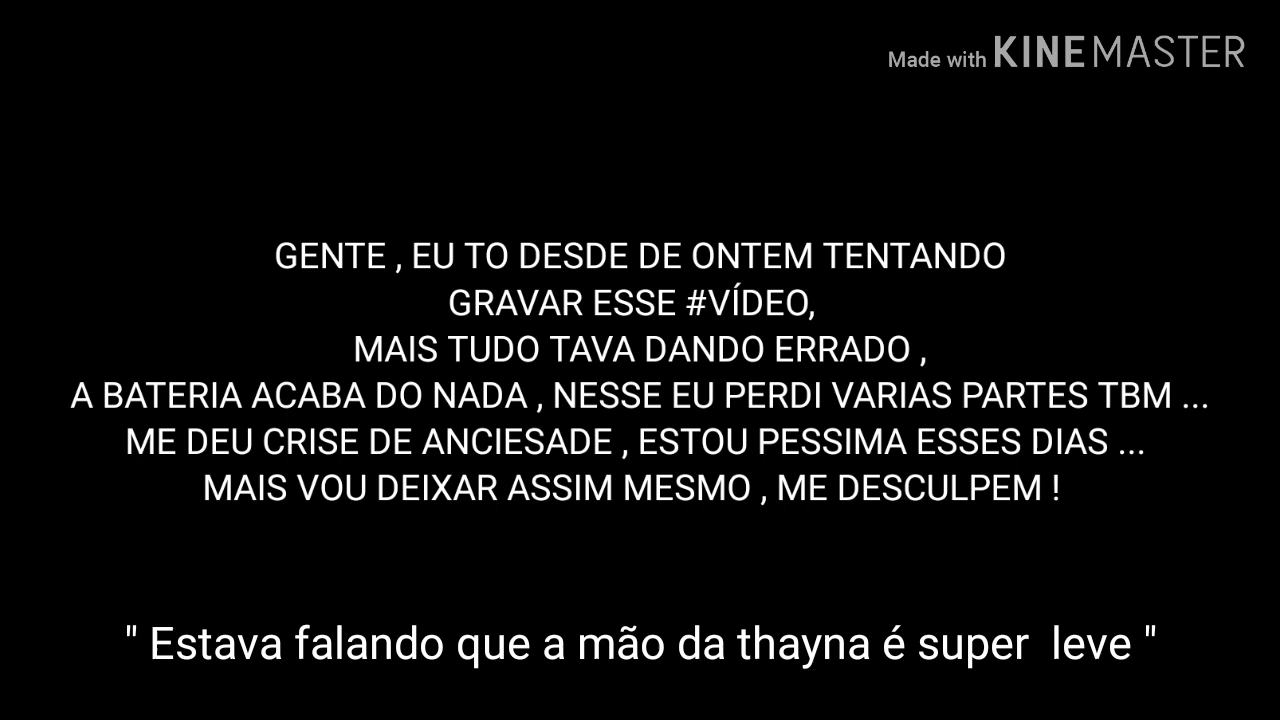 Made with KINEMASTER
GENTE , EU TO DESDE DE ONTEM TENTANDO
GRAVAR ESSE #VÍDEO,
MAIS TUDO TAVA DANDO ERRADO ,
A BATERIA ACABA DO NADA , NESSE EU PERDI VARIAS PARTES TBM ...
ME DEU CRISE DE ANCIESADE , ESTOU PESSIMA ESSES DIAS ...
MAIS VOU DEIXAR ASSIM MESMO , ME DESCULPEM !
" Estava falando que a mão da thayna é super  leve "